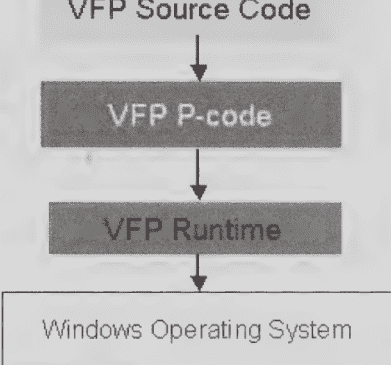 VFP Source Code
VFP P-code
VFP Runtime
Windows Operating System